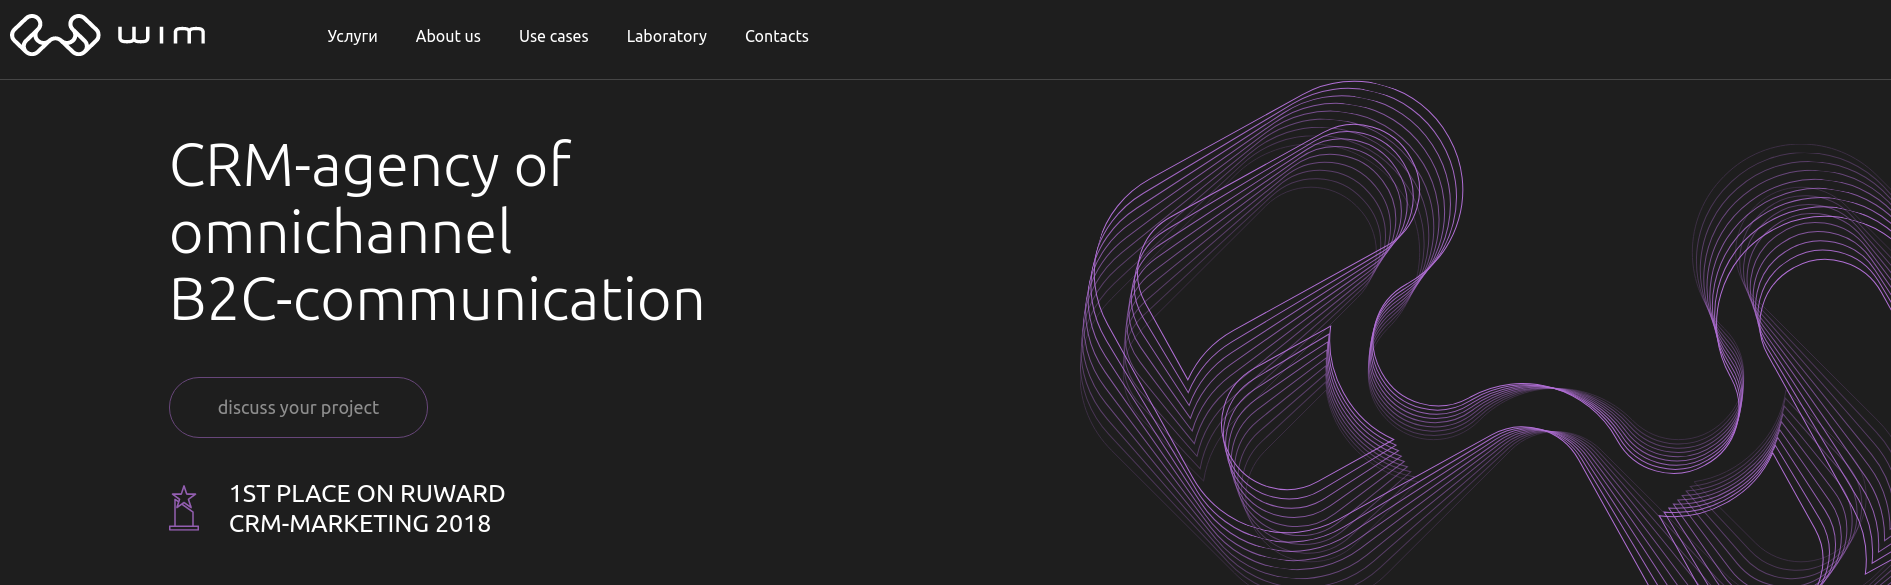 wim
Услуги
About us
Use cases
Laboratory
Contacts
CRM-agency of
omnichannel
B2C-communication
discuss your project
1ST PLACE ON RUWARD
CRM-MARKETING 2018